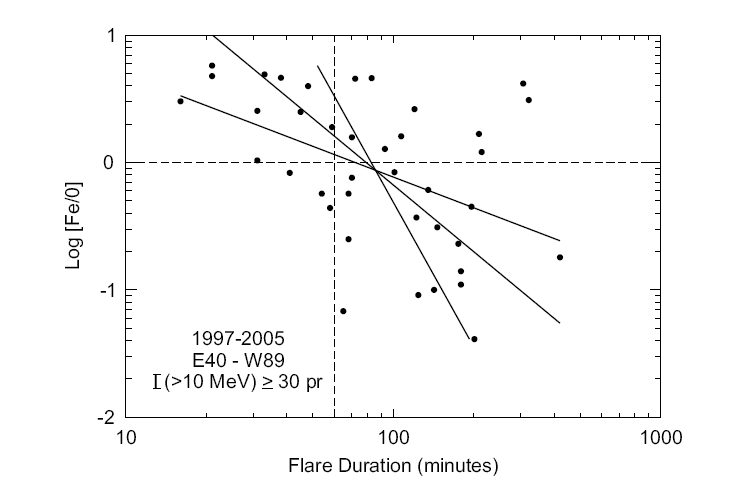 1
0
-1
-2
Log [Fe/0]
1997-2005
E40 - W89
I (>10 MeV) ≥ 30 pr
10
100
1000
Flare Duration (minutes)